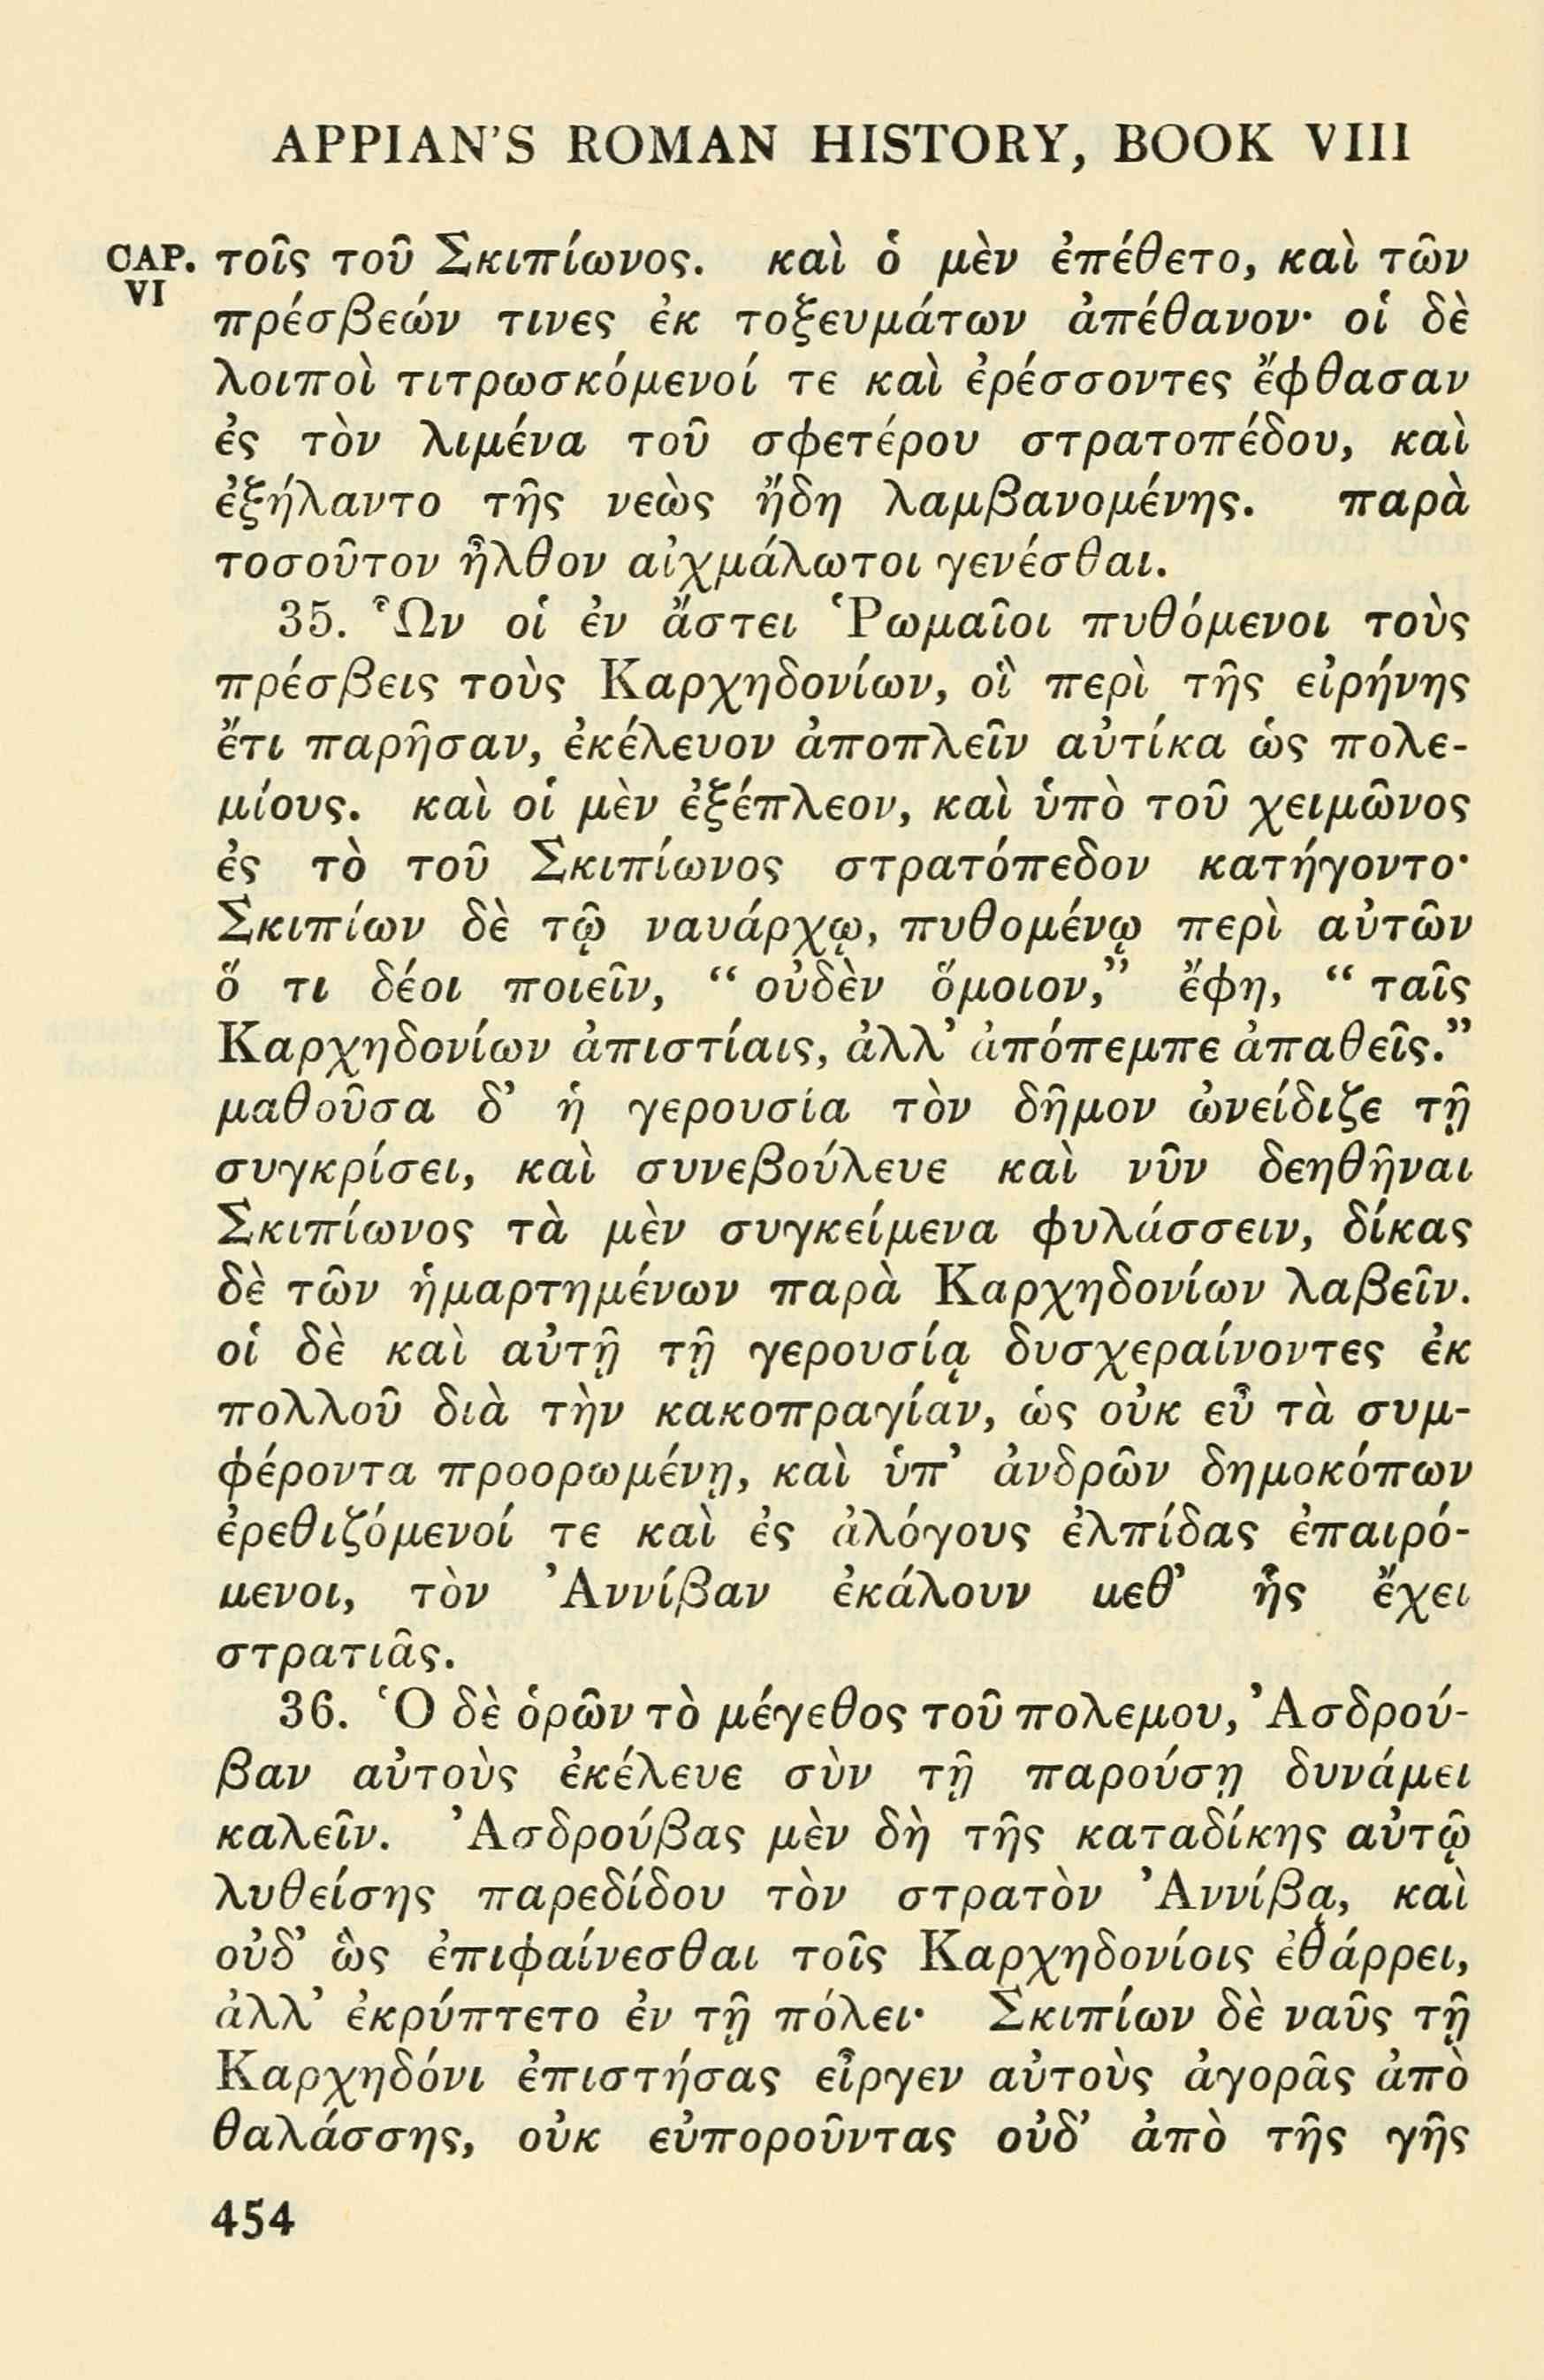 APPIAN'S ROMAN HISTORY, BOOK VIII
CAP. VI τοῖς τοῦ Σκιπίωνος. καὶ ὁ μὲν ἐπέθετο, καὶ τῶν
πρέσβεών τινες ἐκ τοξευμάτων ἀπέθανον· οἱ δὲ
λοιποὶ τιτρωσκόμενοί τε καὶ ἐρέσσοντες ἔφθασαν
ἐς τὸν λιμένα τοῦ σφετέρου στρατοπέδου, καὶ
ἐξήλαντο τῆς νεὼς ἤδη λαμβανομένης. παρὰ
τοσοῦτον ἦλθον αἰχμάλωτοι γενέσθαι.
35. Ὧν οἱ ἐν ἄστει Ῥωμαῖοι πυθόμενοι τοὺς
πρέσβεις τοὺς Καρχηδονίων, οἳ περὶ τῆς εἰρήνης
ἔτι παρῆσαν, ἐκέλευον ἀποπλεῖν αὐτίκα ὡς πολε-
μίους. καὶ οἱ μὲν ἐξέπλεον, καὶ ὑπὸ τοῦ χειμῶνος
ἐς τὸ τοῦ Σκιπίωνος στρατόπεδον κατήγοντο·
Σκιπίων δὲ τῷ ναυάρχῳ, πυθομένῳ περὶ αὐτῶν
ὅ τι δέοι ποιεῖν, “ οὐδὲν ὅμοιον,” ἔφη, “ ταῖς
Καρχηδονίων ἀπιστίαις, ἀλλ’ ἀπόπεμπε ἀπαθεῖς.”
μαθοῦσα δ’ ἡ γερουσία τὸν δῆμον ὠνείδιζε τῇ
συγκρίσει, καὶ συνεβούλευε καὶ νῦν δεηθῆναι
Σκιπίωνος τὰ μὲν συγκείμενα φυλάσσειν, δίκας
δὲ τῶν ἡμαρτημένων παρὰ Καρχηδονίων λαβεῖν.
οἱ δὲ καὶ αὐτῇ τῇ γερουσίᾳ δυσχεραίνοντες ἐκ
πολλοῦ διὰ τὴν κακοπραγίαν, ὡς οὐκ εὖ τὰ συμ-
φέροντα προορωμένῃ, καὶ ὑπ’ ἀνδρῶν δημοκόπων
ἐρεθιζόμενοί τε καὶ ἐς ἀλόγους ἐλπίδας ἐπαιρό-
μενοι, τὸν Ἀννίβαν ἐκάλουν μεθ’ ἧς ἔχει
στρατιᾶς.
36. Ὁ δὲ ὁρῶν τὸ μέγεθος τοῦ πολεμου, Ἀσδρού-
βαν αὐτοὺς ἐκέλευε σὺν τῇ παρούσῃ δυνάμει
καλεῖν. Ἀσδρούβας μὲν δὴ τῆς καταδίκης αὐτῷ
λυθείσης παρεδίδου τὸν στρατὸν Ἀννίβᾳ, καὶ
οὐδ’ ὣς ἐπιφαίνεσθαι τοῖς Καρχηδονίοις ἐθάρρει,
ἀλλ’ ἐκρύπτετο ἐν τῇ πόλει· Σκιπίων δὲ ναῦς τῇ
Καρχηδόνι ἐπιστήσας εἶργεν αὐτοὺς ἀγορᾶς ἀπὸ
θαλάσσης, οὐκ εὐποροῦντας οὐδ’ ἀπὸ τῆς γῆς
454